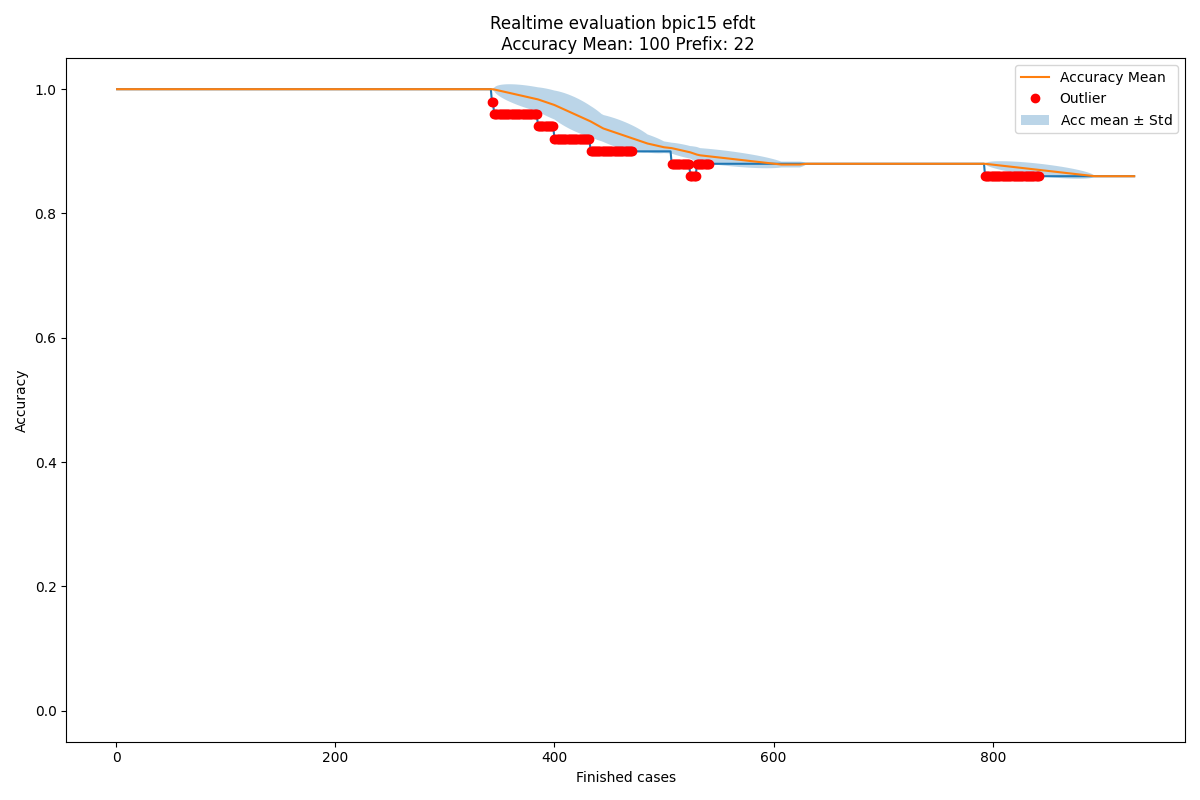 Realtime evaluation bpic15 efdt
Accuracy Mean: 100 Prefix: 22
Accuracy Mean
Outlier
Acc mean ± Std
1.0
0.8
0.6
0.4
0.2
0.0
Accuracy
0 200 400 600 800
Finished cases